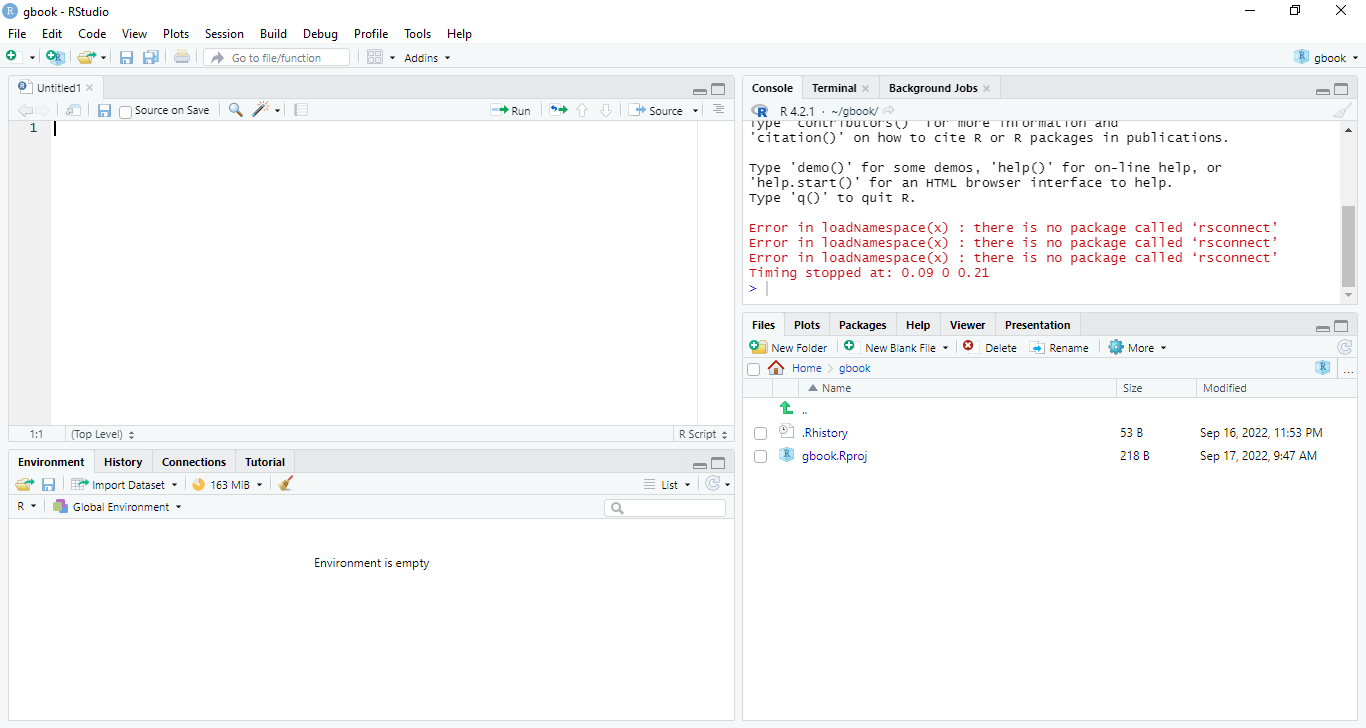 gbook - RStudio
File Edit Code View Plots Session Build Debug Profile Tools Help
Go to file/function Addins gbook
Untitled1
Source on Save Run Source
1
1:1 (Top Level) R Script
Environment History Connections Tutorial
Import Dataset 163 MiB List
R Global Environment
Environment is empty
Console Terminal Background Jobs
R 4.2.1 · ~/gbook/
Type 'contributors()' for more information and
'citation()' on how to cite R or R packages in publications.
Type 'demo()' for some demos, 'help()' for on-line help, or
'help.start()' for an HTML browser interface to help.
Type 'q()' to quit R.
Error in loadNamespace(x) : there is no package called ‘rsconnect’
Error in loadNamespace(x) : there is no package called ‘rsconnect’
Error in loadNamespace(x) : there is no package called ‘rsconnect’
Timing stopped at: 0.09 0 0.21
>
Files Plots Packages Help Viewer Presentation
New Folder New Blank File Delete Rename More
Home gbook ...
Name Size Modified
..
.Rhistory 53 B Sep 16, 2022, 11:53 PM
gbook.Rproj 218 B Sep 17, 2022, 9:47 AM